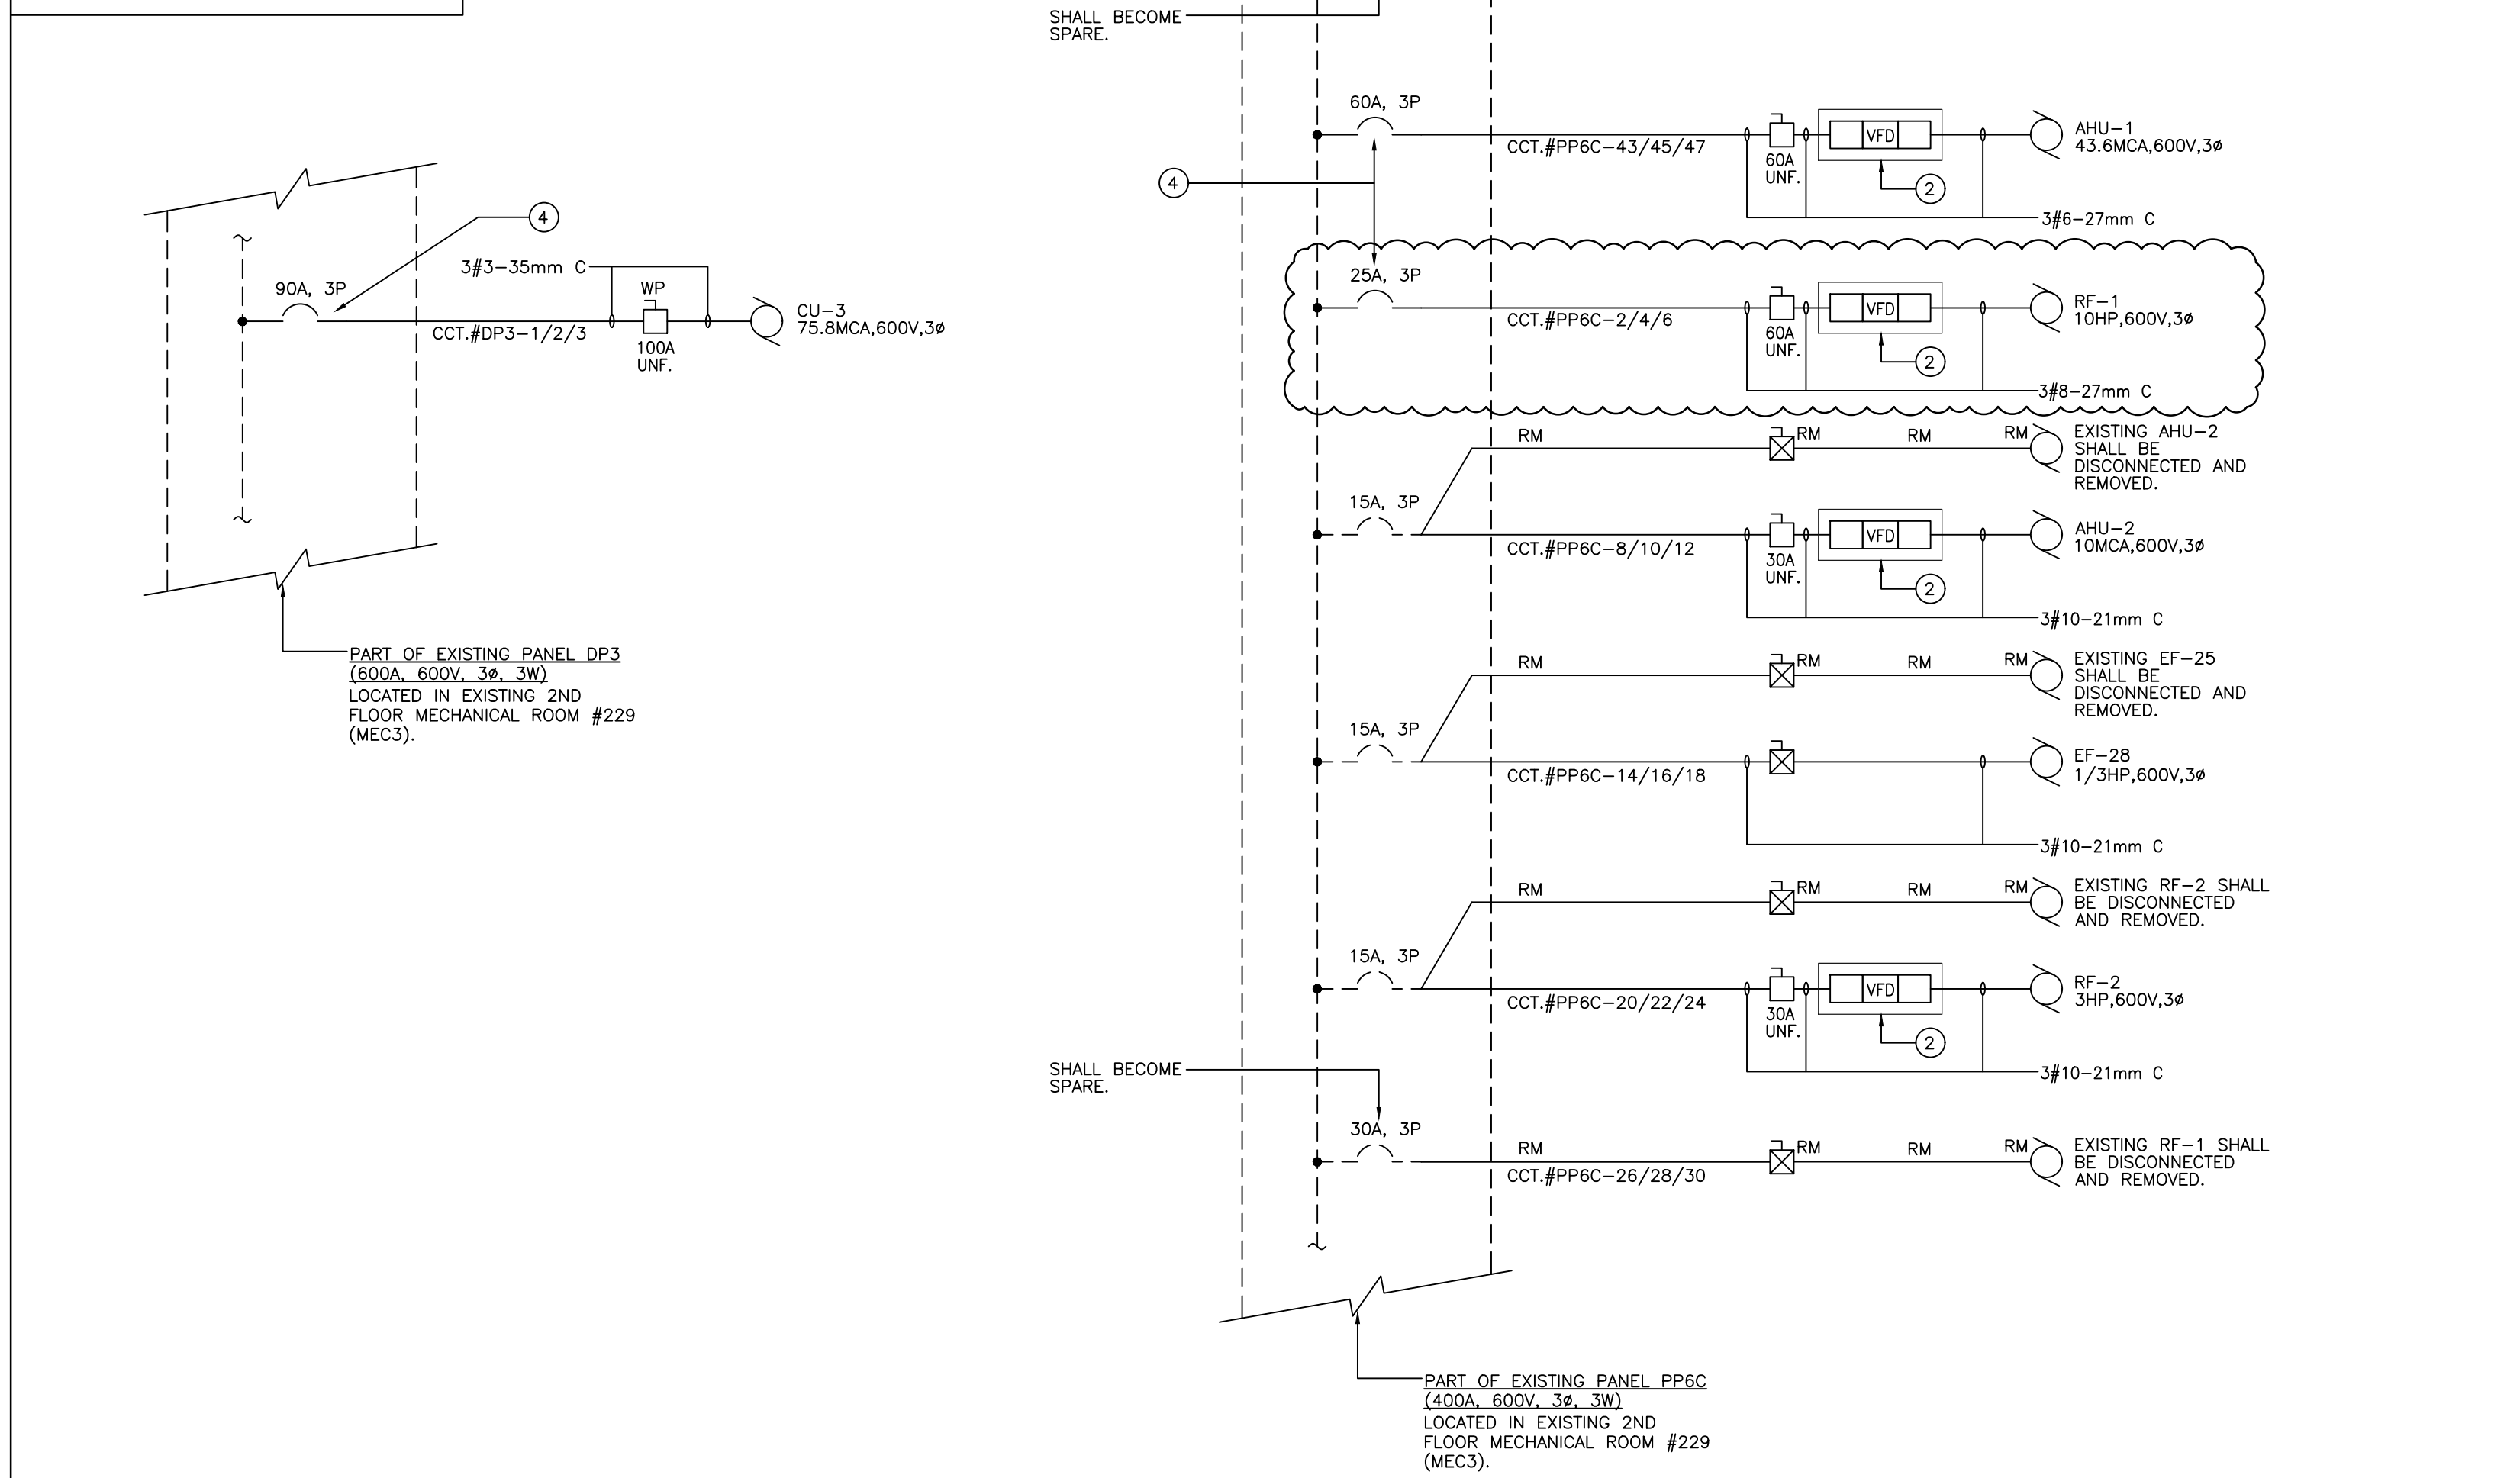 SHALL BECOME
SPARE.
4
3#3-35mm C
90A, 3P
WP
CCT.#DP3-1/2/3
100A
UNF.
CU-3
75.8MCA,600V,3ø
PART OF EXISTING PANEL DP3
(600A, 600V, 3ø, 3W)
LOCATED IN EXISTING 2ND
FLOOR MECHANICAL ROOM #229
(MEC3).
4
60A, 3P
CCT.#PP6C-43/45/47
60A
UNF.
VFD
2
AHU-1
43.6MCA,600V,3ø
3#6-27mm C
25A, 3P
CCT.#PP6C-2/4/6
60A
UNF.
VFD
2
RF-1
10HP,600V,3ø
3#8-27mm C
RM
RM
RM
RM
EXISTING AHU-2
SHALL BE
DISCONNECTED AND
REMOVED.
15A, 3P
CCT.#PP6C-8/10/12
30A
UNF.
VFD
2
AHU-2
10MCA,600V,3ø
3#10-21mm C
RM
RM
RM
RM
EXISTING EF-25
SHALL BE
DISCONNECTED AND
REMOVED.
15A, 3P
CCT.#PP6C-14/16/18
EF-28
1/3HP,600V,3ø
3#10-21mm C
RM
RM
RM
RM
EXISTING RF-2 SHALL
BE DISCONNECTED
AND REMOVED.
15A, 3P
CCT.#PP6C-20/22/24
30A
UNF.
VFD
2
RF-2
3HP,600V,3ø
3#10-21mm C
SHALL BECOME
SPARE.
30A, 3P
RM
RM
RM
RM
CCT.#PP6C-26/28/30
EXISTING RF-1 SHALL
BE DISCONNECTED
AND REMOVED.
PART OF EXISTING PANEL PP6C
(400A, 600V, 3ø, 3W)
LOCATED IN EXISTING 2ND
FLOOR MECHANICAL ROOM #229
(MEC3).